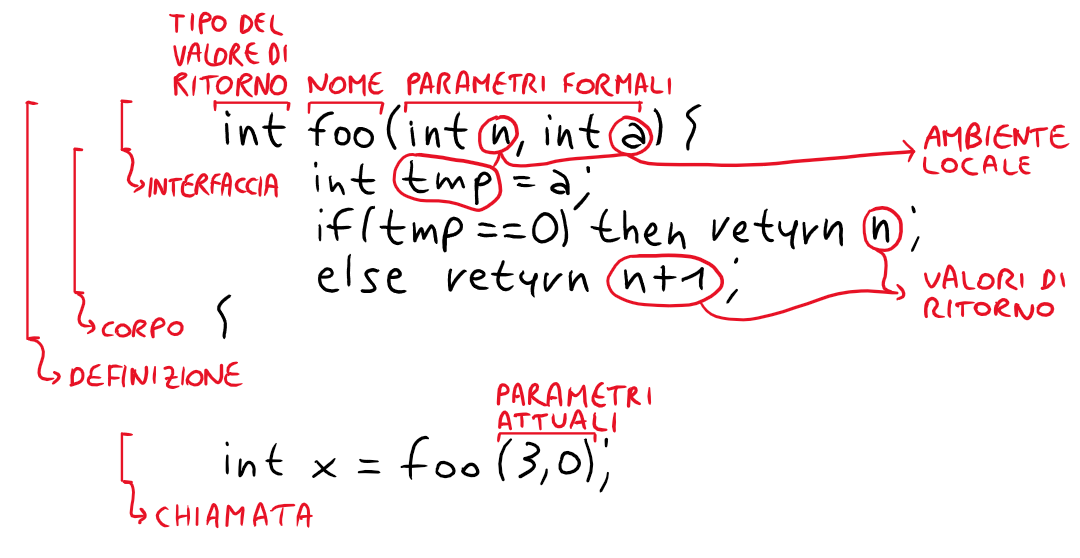 TIPO DEL
VALORE DI
RITORNO NOME PARAMETRI FORMALI
int foo(int n, int a) {
AMBIENTE
LOCALE
INTERFACCIA
int tmp = a;
if(tmp==0) then return n;
else return n+1;
VALORI DI
RITORNO
CORPO {
DEFINIZIONE
PARAMETRI
ATTUALI
int x = foo(3,0);
CHIAMATA